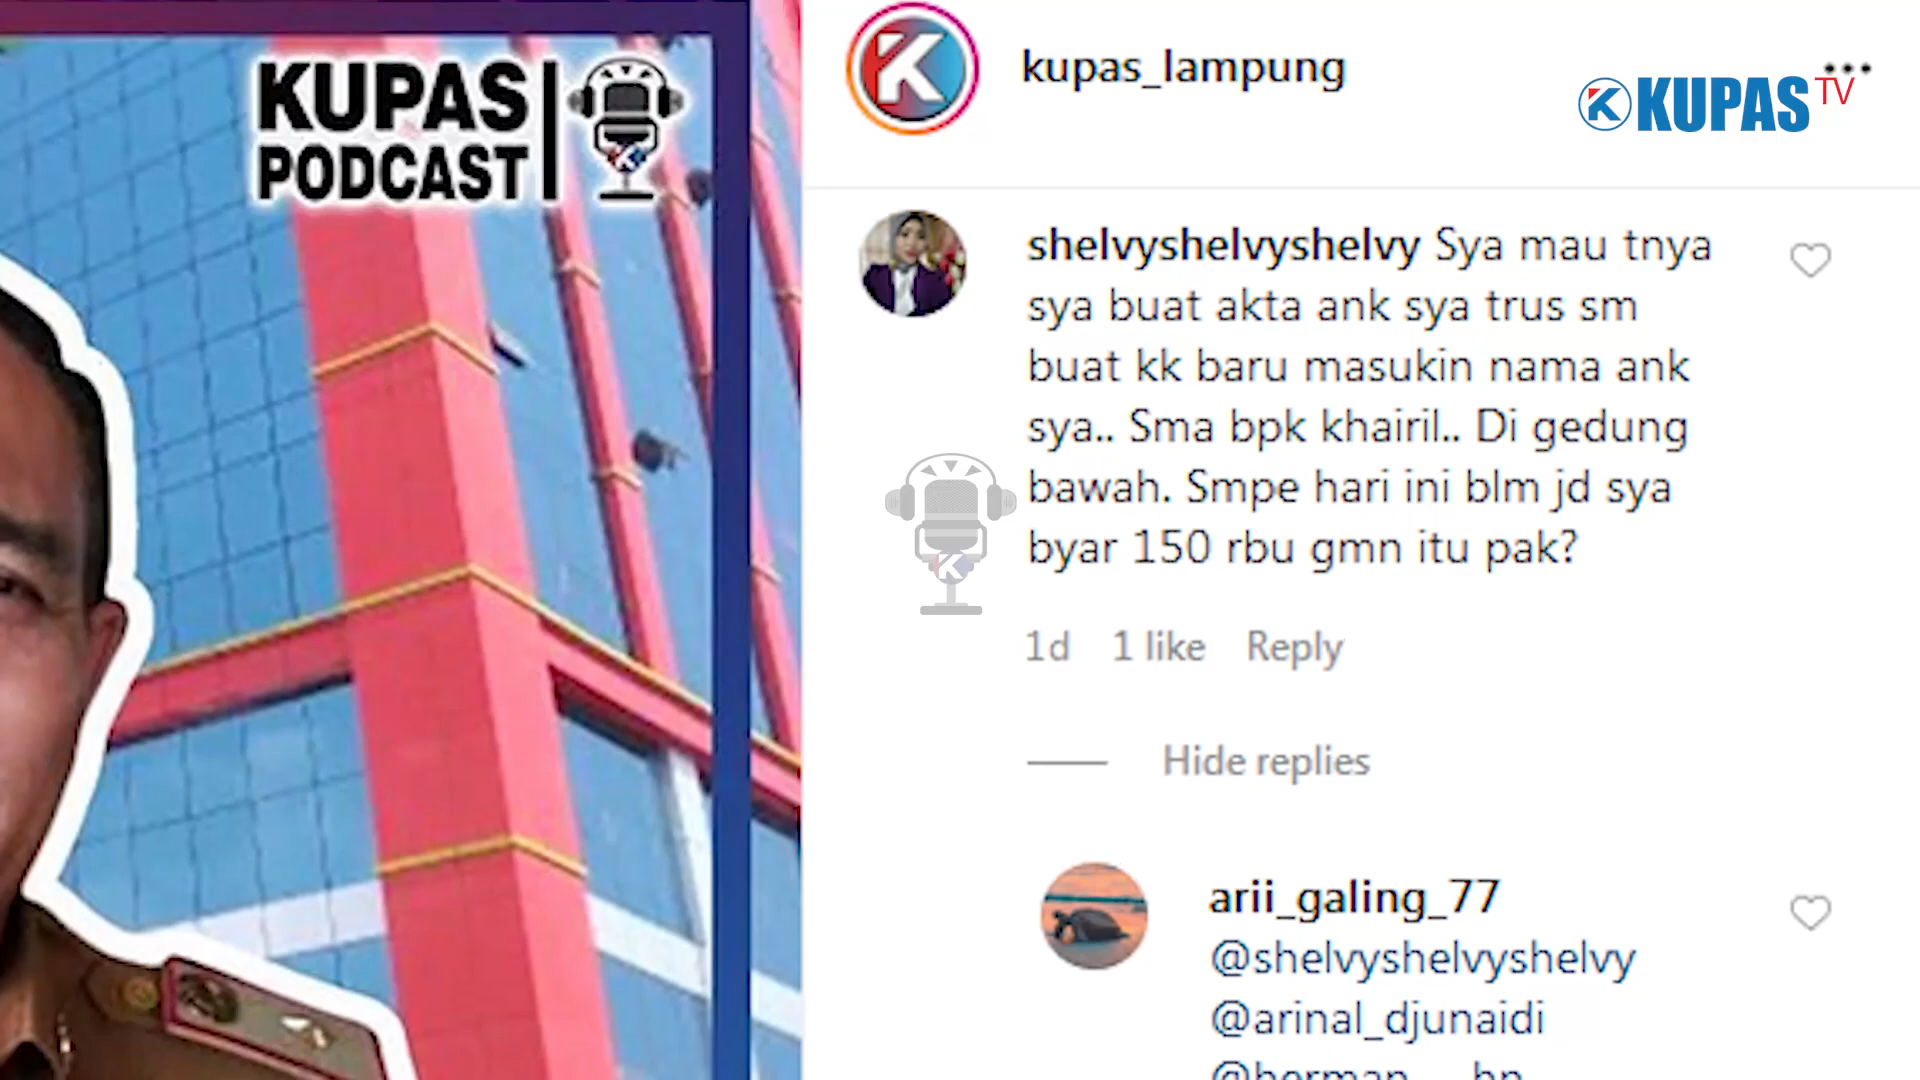 KUPAS
PODCAST
kupas_lampung
KUPAS TV
shelvyshelvyshelvy Sya mau tnya
sya buat akta ank sya trus sm
buat kk baru masukin nama ank
sya.. Sma bpk khairil.. Di gedung
bawah. Smpe hari ini blm jd sya
byar 150 rbu gmn itu pak?
1d 1 like Reply
Hide replies
arii_galing_77
@shelvyshelvyshelvy
@arinal_djunaidi